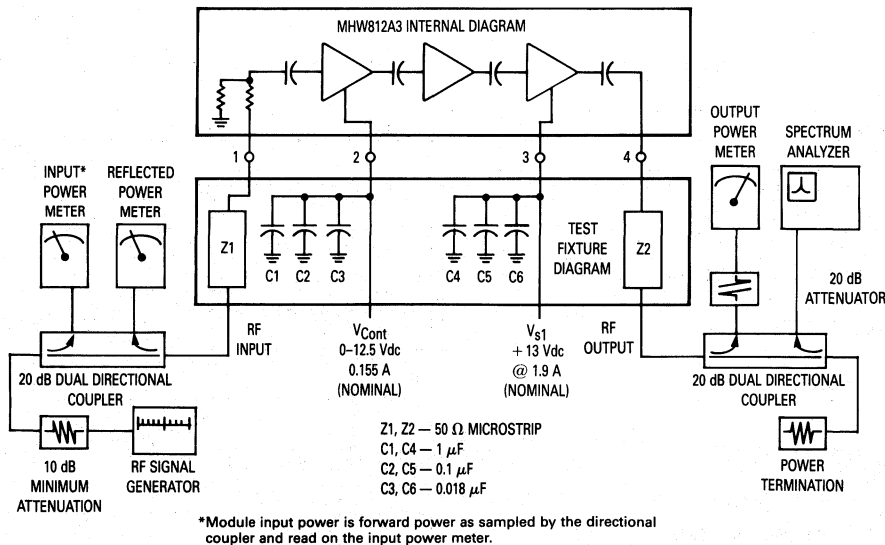 MHW812A3 INTERNAL DIAGRAM
1
2
3
4
INPUT*
POWER
METER
REFLECTED
POWER
METER
OUTPUT
POWER
METER
SPECTRUM
ANALYZER
Z1
C1
C2
C3
C4
C5
C6
TEST
FIXTURE
DIAGRAM
Z2
20 dB
ATTENUATOR
RF
INPUT
VCont
0–12.5 Vdc
0.155 A
(NOMINAL)
Vs1
+ 13 Vdc
@ 1.9 A
(NOMINAL)
RF
OUTPUT
20 dB DUAL DIRECTIONAL
COUPLER
20 dB DUAL DIRECTIONAL
COUPLER
10 dB
MINIMUM
ATTENUATION
RF SIGNAL
GENERATOR
Z1, Z2 — 50 Ω MICROSTRIP
C1, C4 — 1 μF
C2, C5 — 0.1 μF
C3, C6 — 0.018 μF
POWER
TERMINATION
*Module input power is forward power as sampled by the directional
coupler and read on the input power meter.